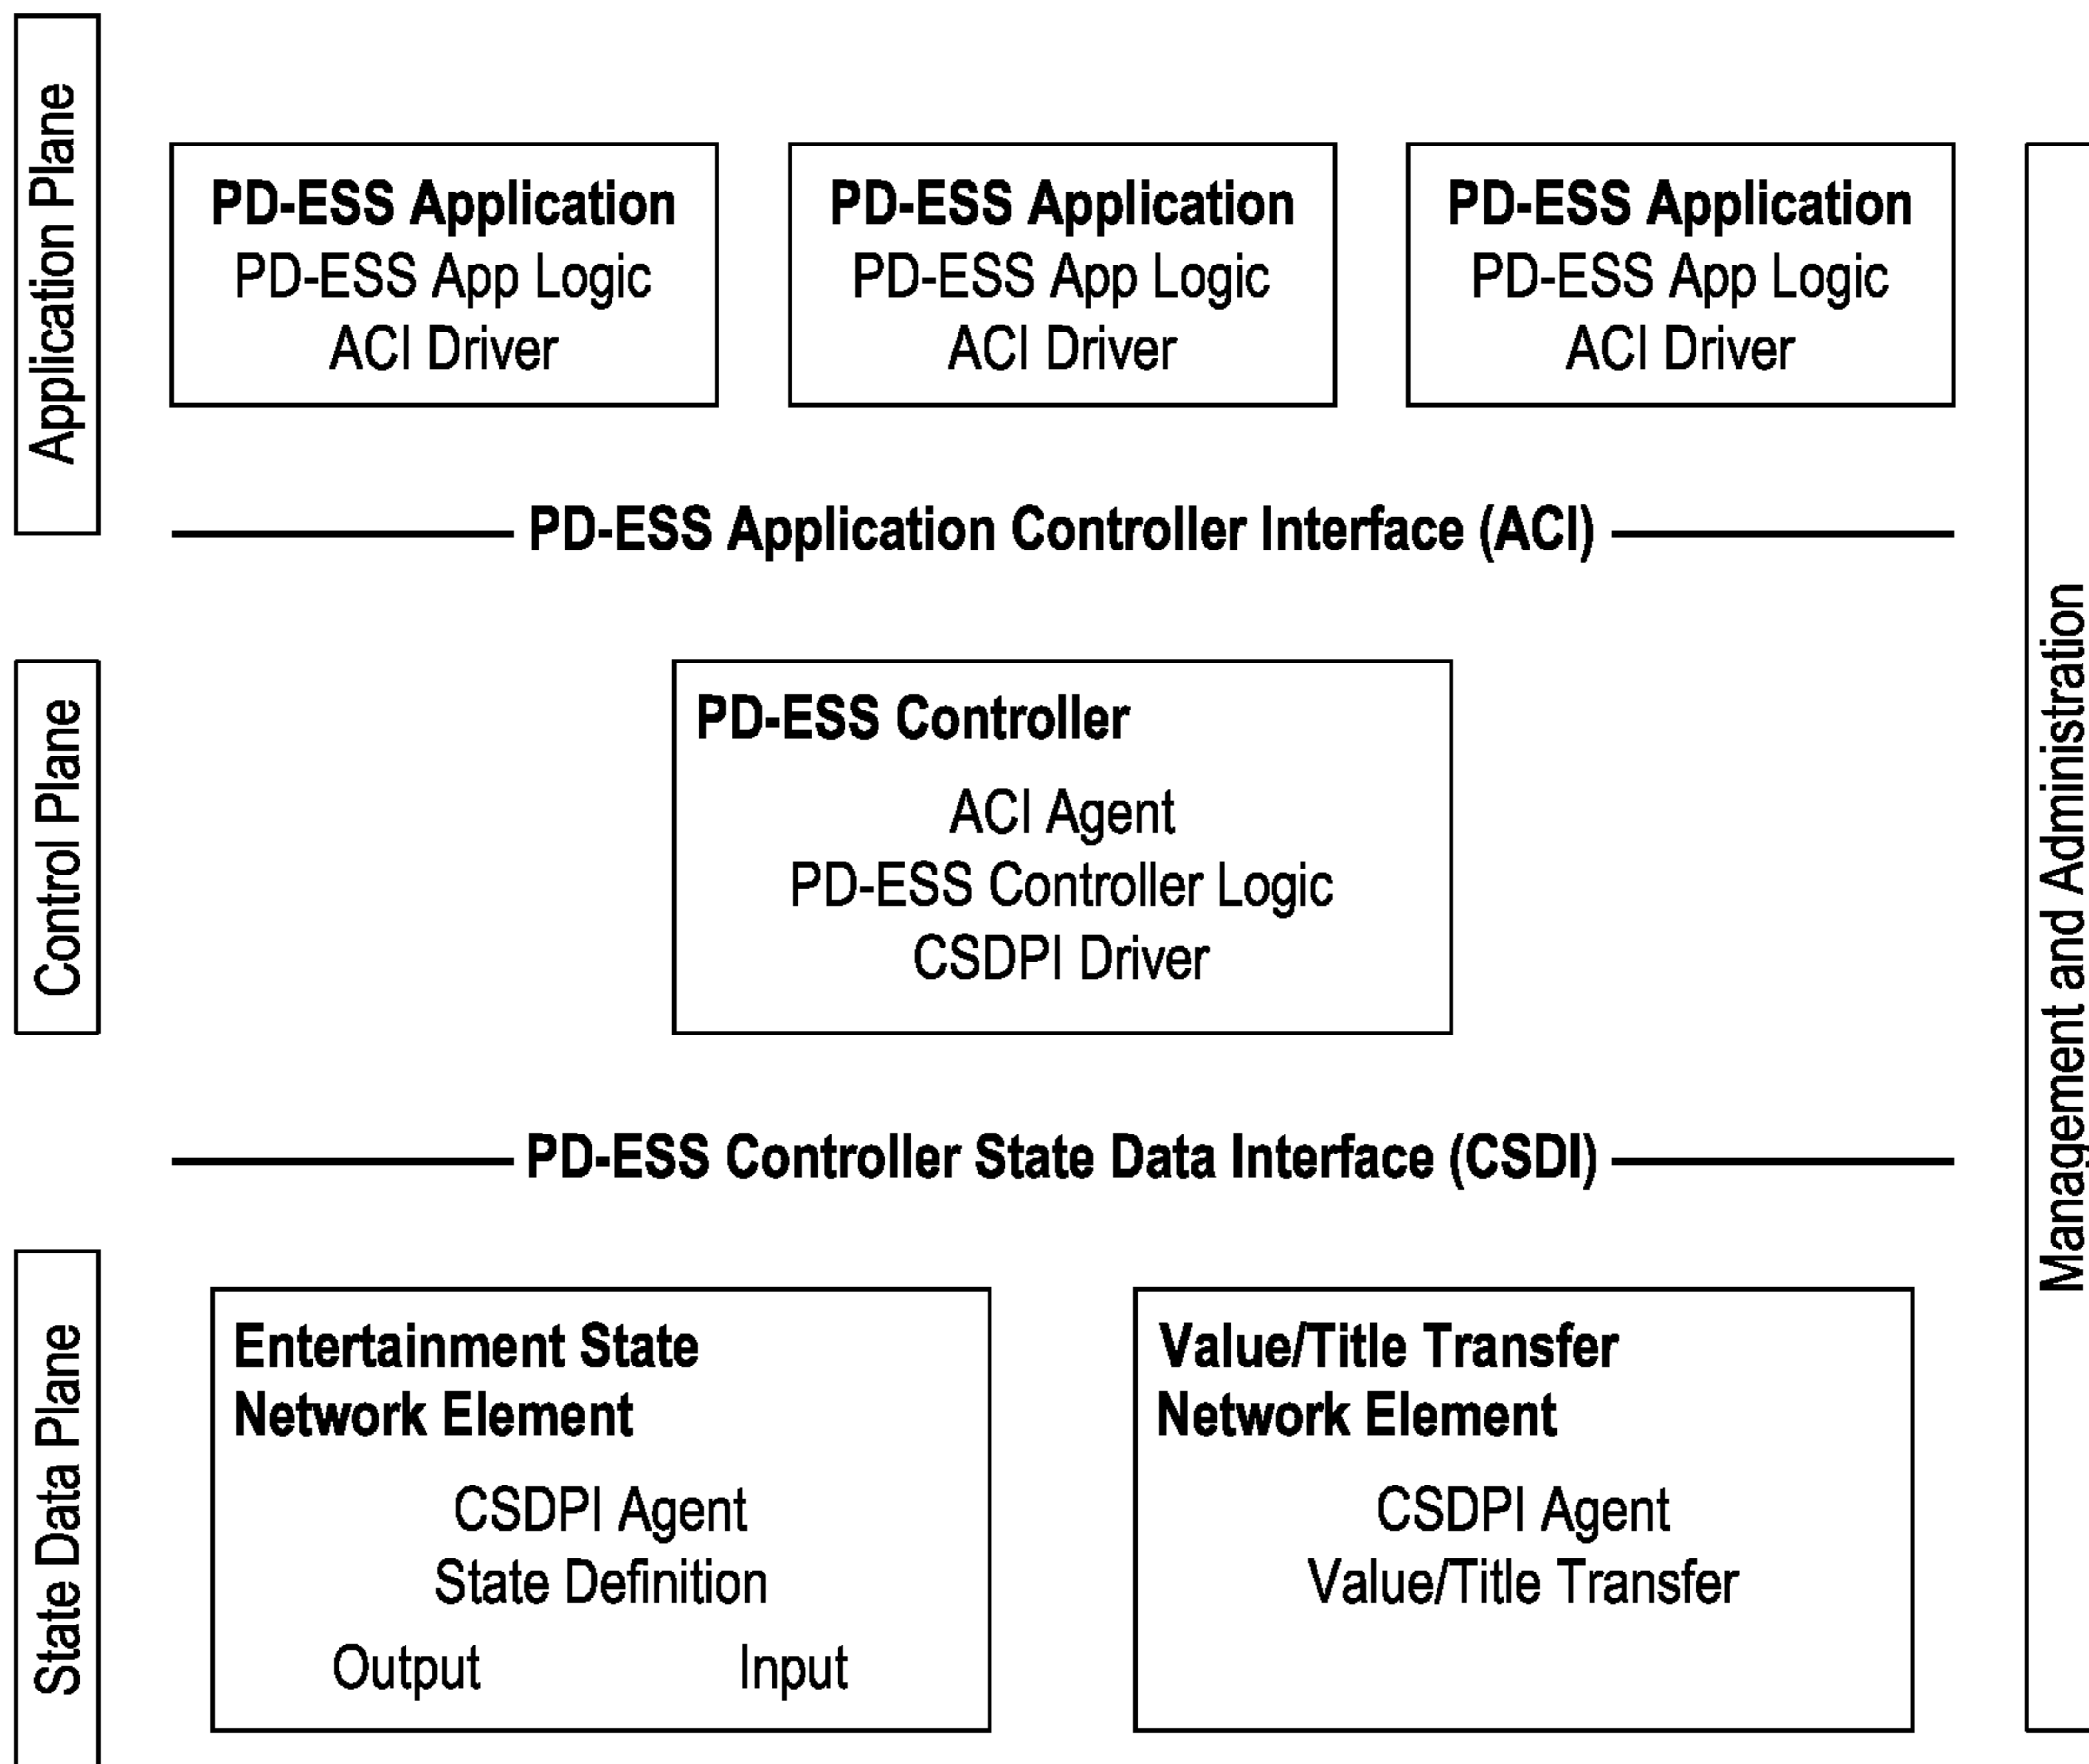 Application Plane
PD-ESS Application
PD-ESS App Logic
ACI Driver
PD-ESS Application
PD-ESS App Logic
ACI Driver
PD-ESS Application
PD-ESS App Logic
ACI Driver
PD-ESS Application Controller Interface (ACI)
Control Plane
PD-ESS Controller
ACI Agent
PD-ESS Controller Logic
CSDPI Driver
PD-ESS Controller State Data Interface (CSDI)
State Data Plane
Entertainment State
Network Element
CSDPI Agent
State Definition
Output Input
Value/Title Transfer
Network Element
CSDPI Agent
Value/Title Transfer
Management and Administration